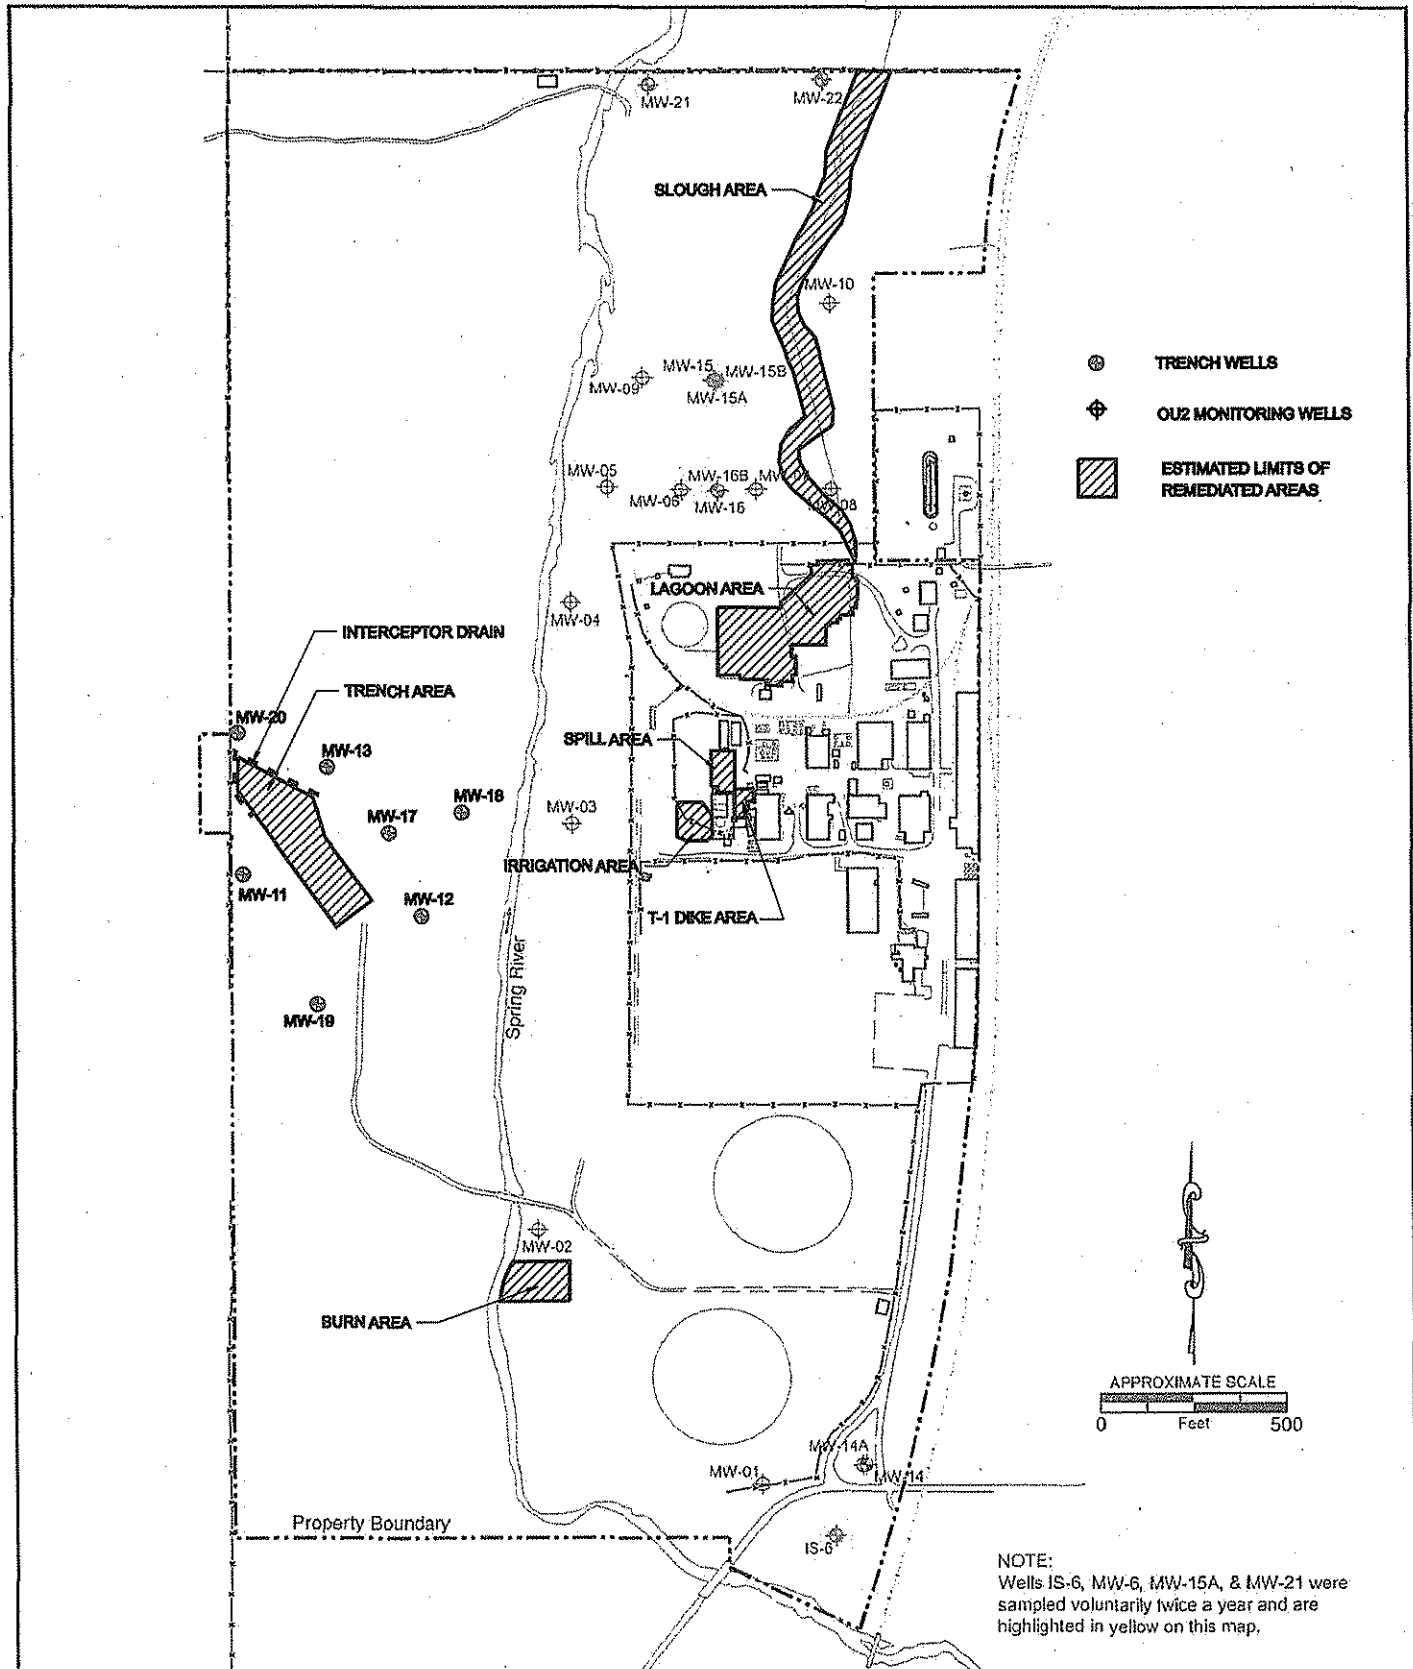 MW-21
MW-22
SLOUGH AREA
MW-10
MW-15
MW-15B
MW-09
MW-15A
TRENCH WELLS
OU2 MONITORING WELLS
ESTIMATED LIMITS OF
REMEDIATED AREAS
MW-05
MW-16B
MW-06
MW-16
MW-04
LAGOON AREA
INTERCEPTOR DRAIN
TRENCH AREA
MW-20
MW-13
SPILL AREA
MW-18
MW-17
MW-03
IRRIGATION AREA
MW-11
MW-12
T-1 DIKE AREA
MW-19
Spring River
MW-02
BURN AREA
APPROXIMATE SCALE
0 Feet 500
MW-14A
MW-01
MW-14
Property Boundary
IS-6
NOTE:
Wells IS-6, MW-6, MW-15A, & MW-21 were
sampled voluntarily twice a year and are
highlighted in yellow on this map.